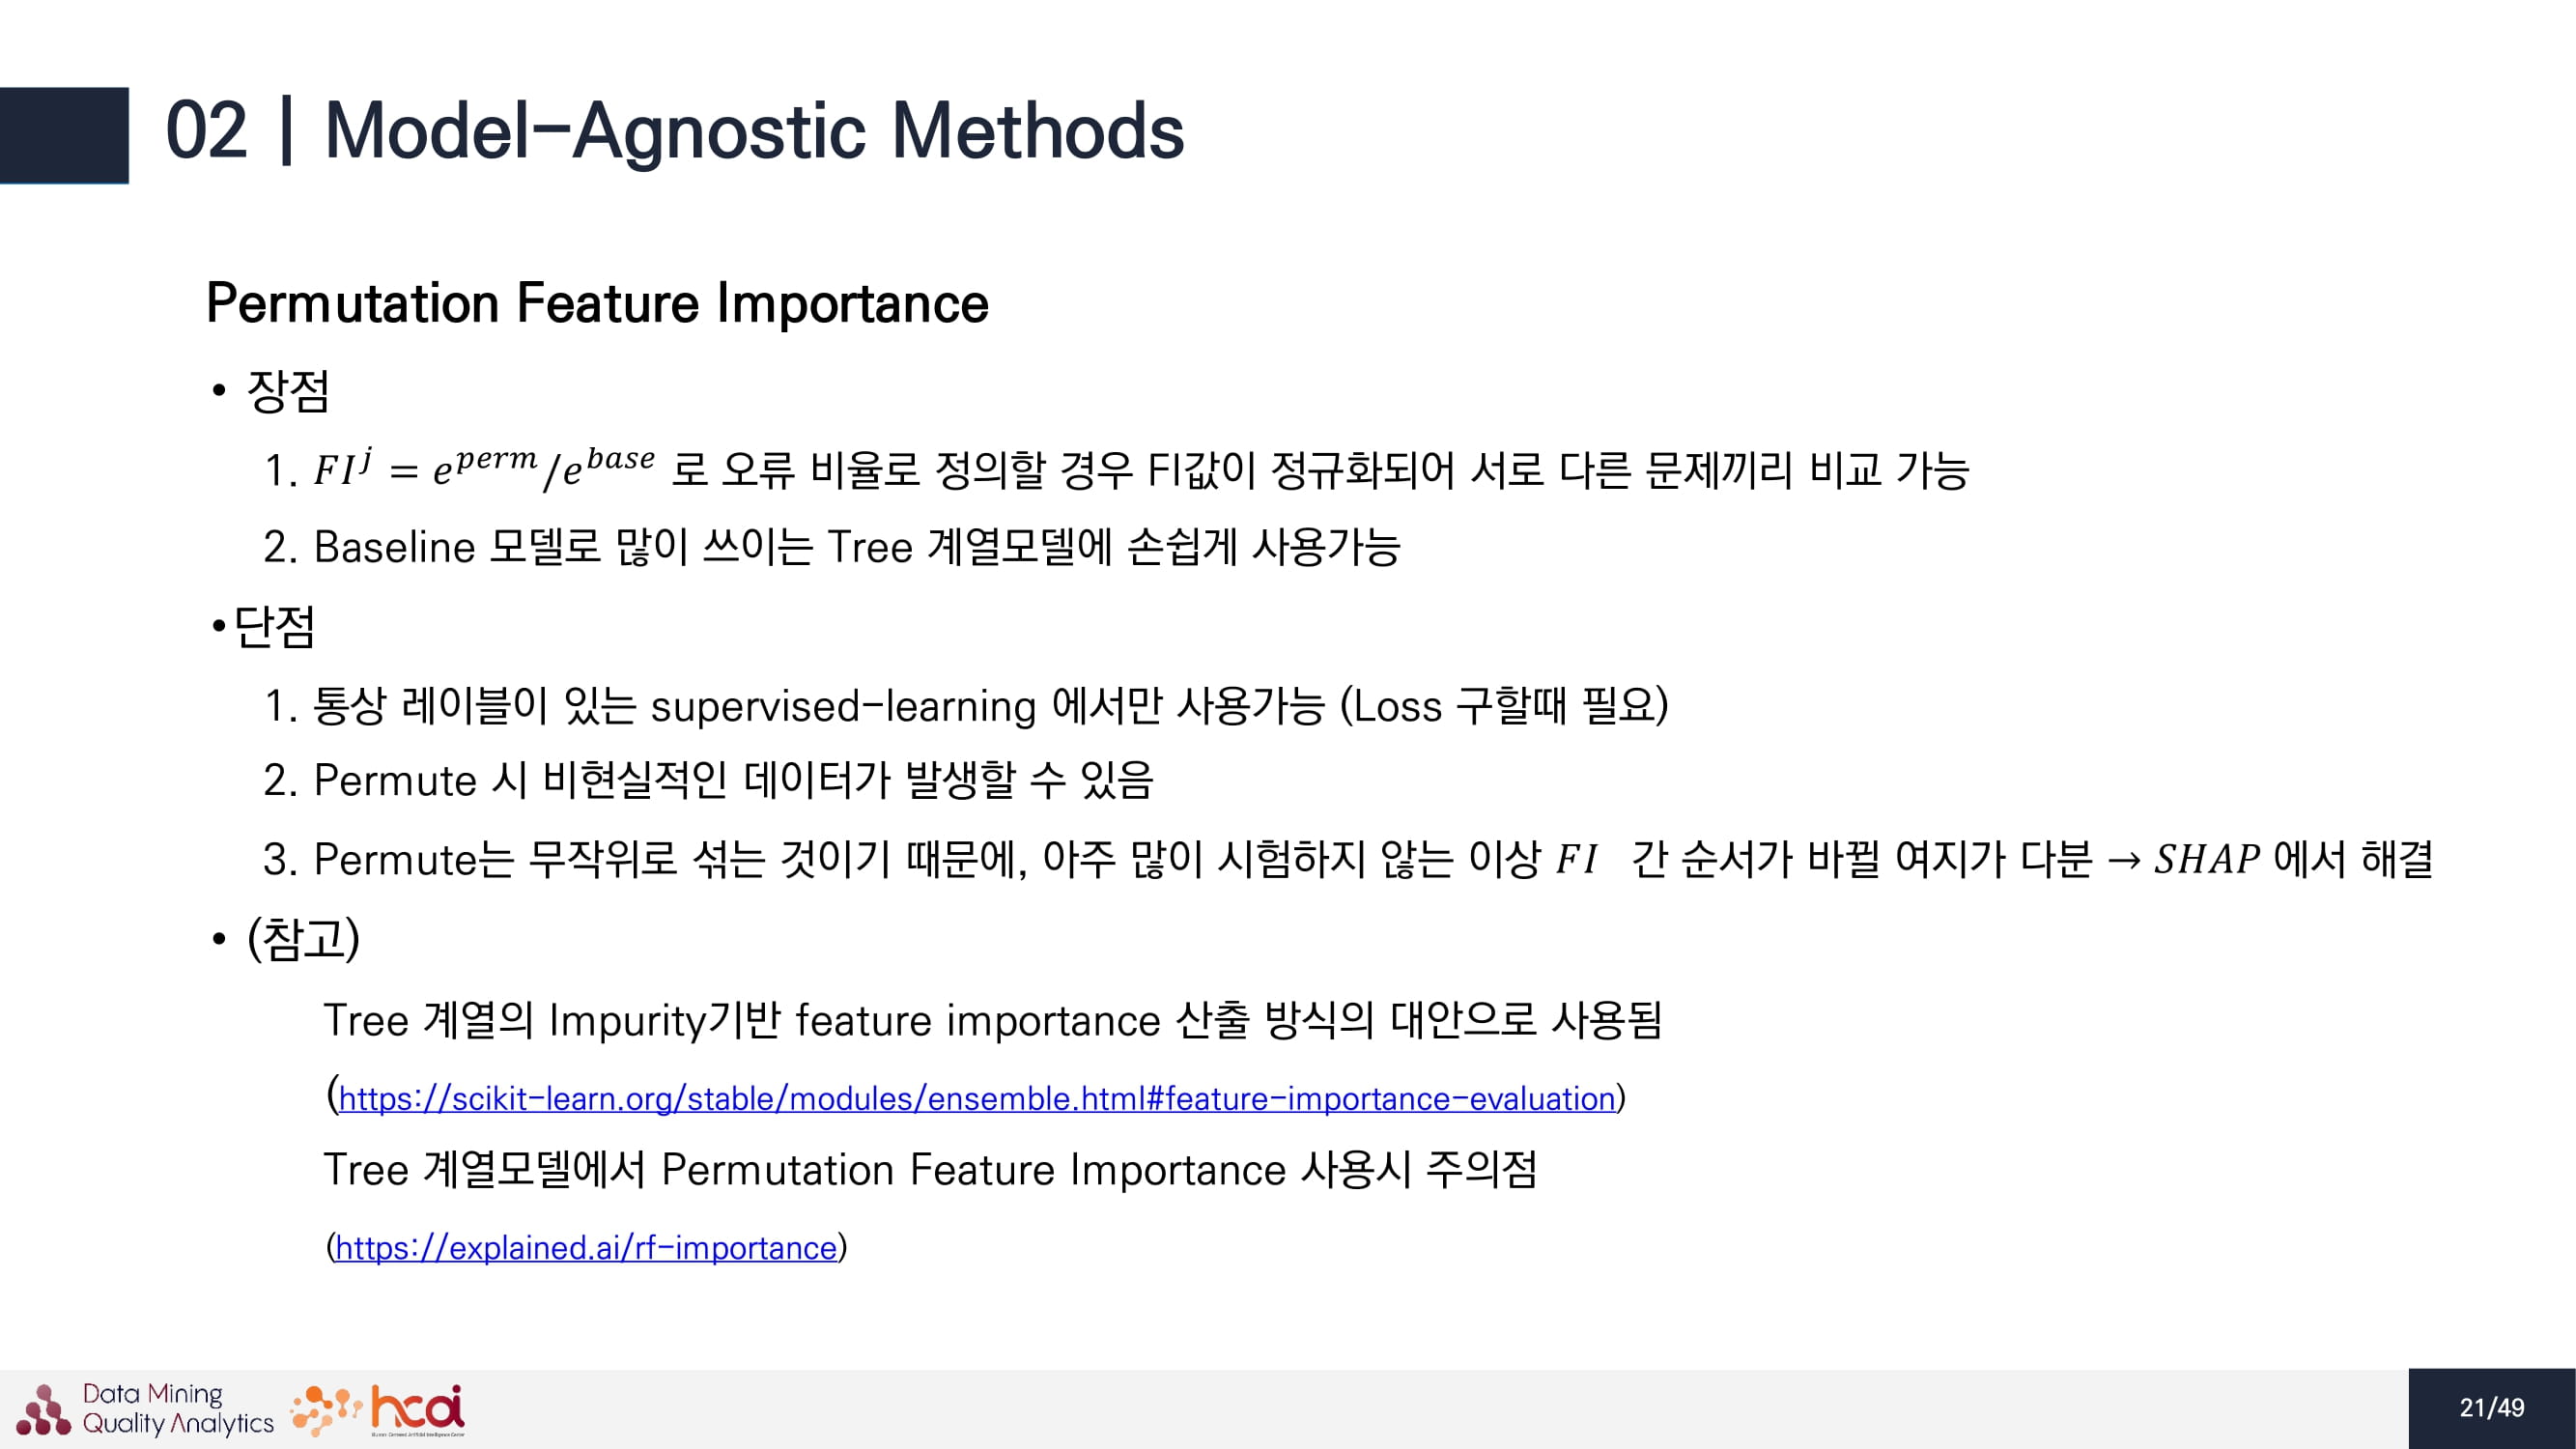 02 | Model-Agnostic Methods
Permutation Feature Importance
• 장점
1. FI^j = e^perm/e^base 로 오류 비율로 정의할 경우 FI값이 정규화되어 서로 다른 문제끼리 비교 가능
2. Baseline 모델로 많이 쓰이는 Tree 계열모델에 손쉽게 사용가능
• 단점
1. 통상 레이블이 있는 supervised-learning 에서만 사용가능 (Loss 구할때 필요)
2. Permute 시 비현실적인 데이터가 발생할 수 있음
3. Permute는 무작위로 섞는 것이기 때문에, 아주 많이 시험하지 않는 이상 FI 간 순서가 바뀔 여지가 다분 → SHAP 에서 해결
• (참고)
Tree 계열의 Impurity기반 feature importance 산출 방식의 대안으로 사용됨
(https://scikit-learn.org/stable/modules/ensemble.html#feature-importance-evaluation)
Tree 계열모델에서 Permutation Feature Importance 사용시 주의점
(https://explained.ai/rf-importance)
Data Mining
Quality Analytics
hcai
Human Centered Artificial Intelligence Center
21/49